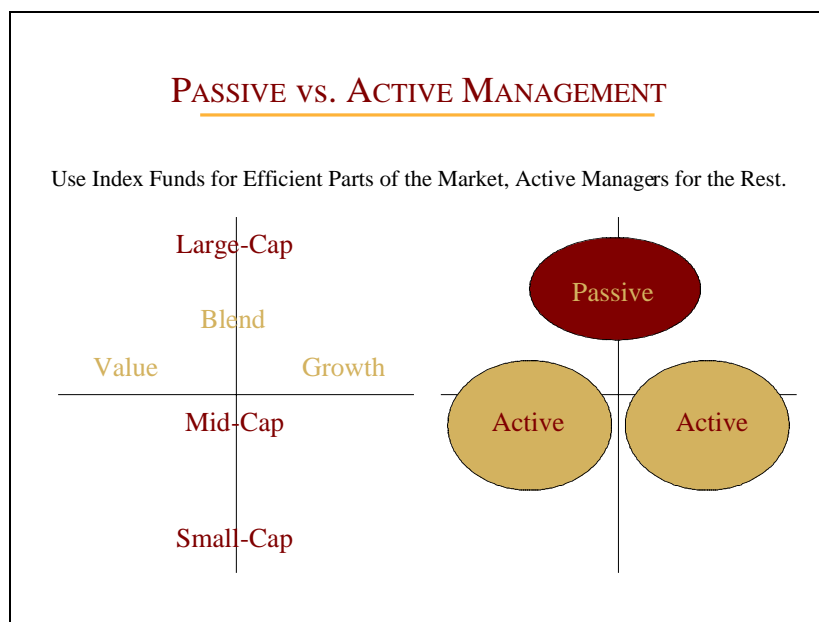 PASSIVE vs. ACTIVE MANAGEMENT
Use Index Funds for Efficient Parts of the Market, Active Managers for the Rest.
Large-Cap
Blend
Value Growth
Mid-Cap
Small-Cap
Passive
Active Active